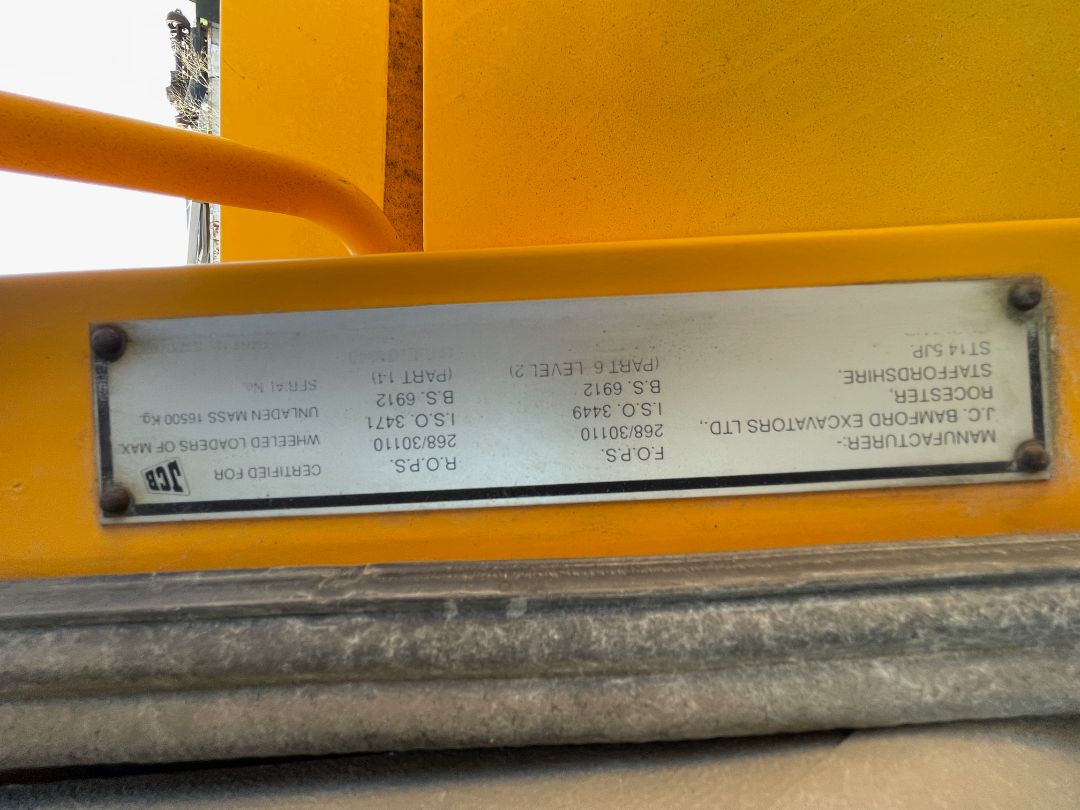 MANUFACTURER:-
J.C. BAMFORD EXCAVATORS LTD.,
ROCESTER,
STAFFORDSHIRE,
ST14 5JP.
F.O.P.S.
268/30110
I.S.O. 3449
B.S. 6912
(PART 6 LEVEL 2)
R.O.P.S.
268/30110
I.S.O. 3471
B.S. 6912
(PART 1-1)
CERTIFIED FOR
WHEELED LOADERS OF MAX.
UNLADEN MASS 16500 Kg.
SERIAL No.
JCB